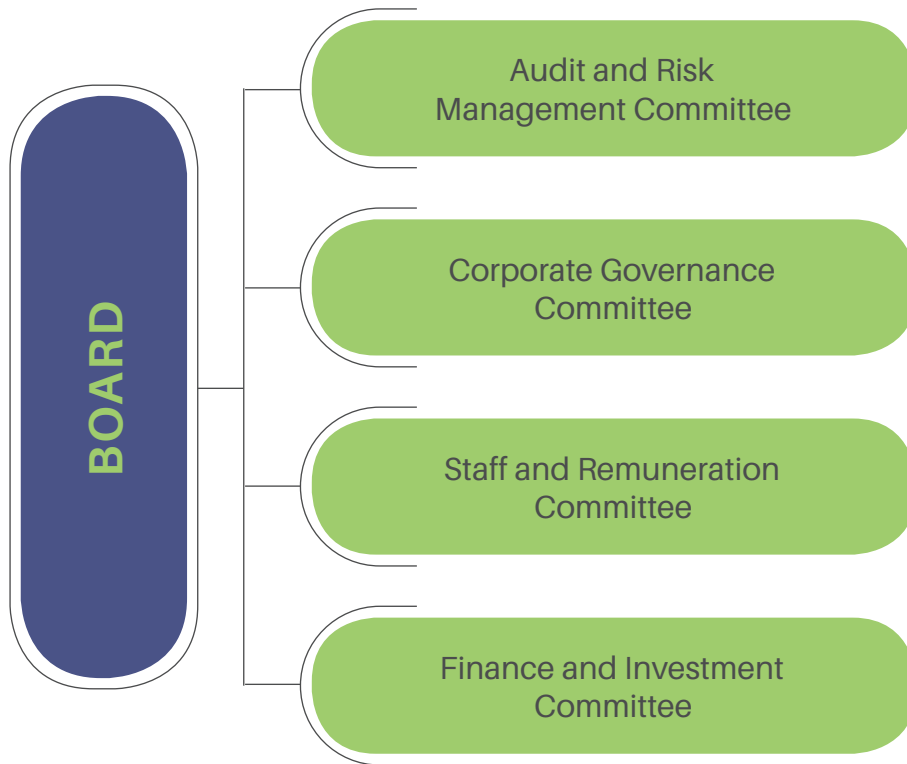 BOARD
Audit and Risk
Management Committee
Corporate Governance
Committee
Staff and Remuneration
Committee
Finance and Investment
Committee